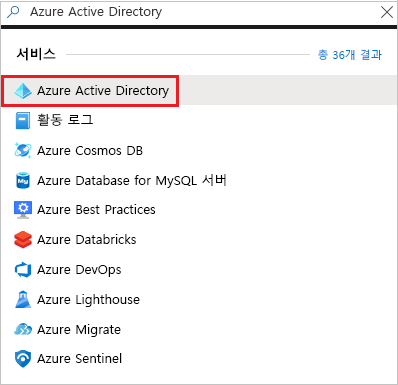 Azure Active Directory
서비스 총 36개 결과
Azure Active Directory
활동 로그
Azure Cosmos DB
Azure Database for MySQL 서버
Azure Best Practices
Azure Databricks
Azure DevOps
Azure Lighthouse
Azure Migrate
Azure Sentinel